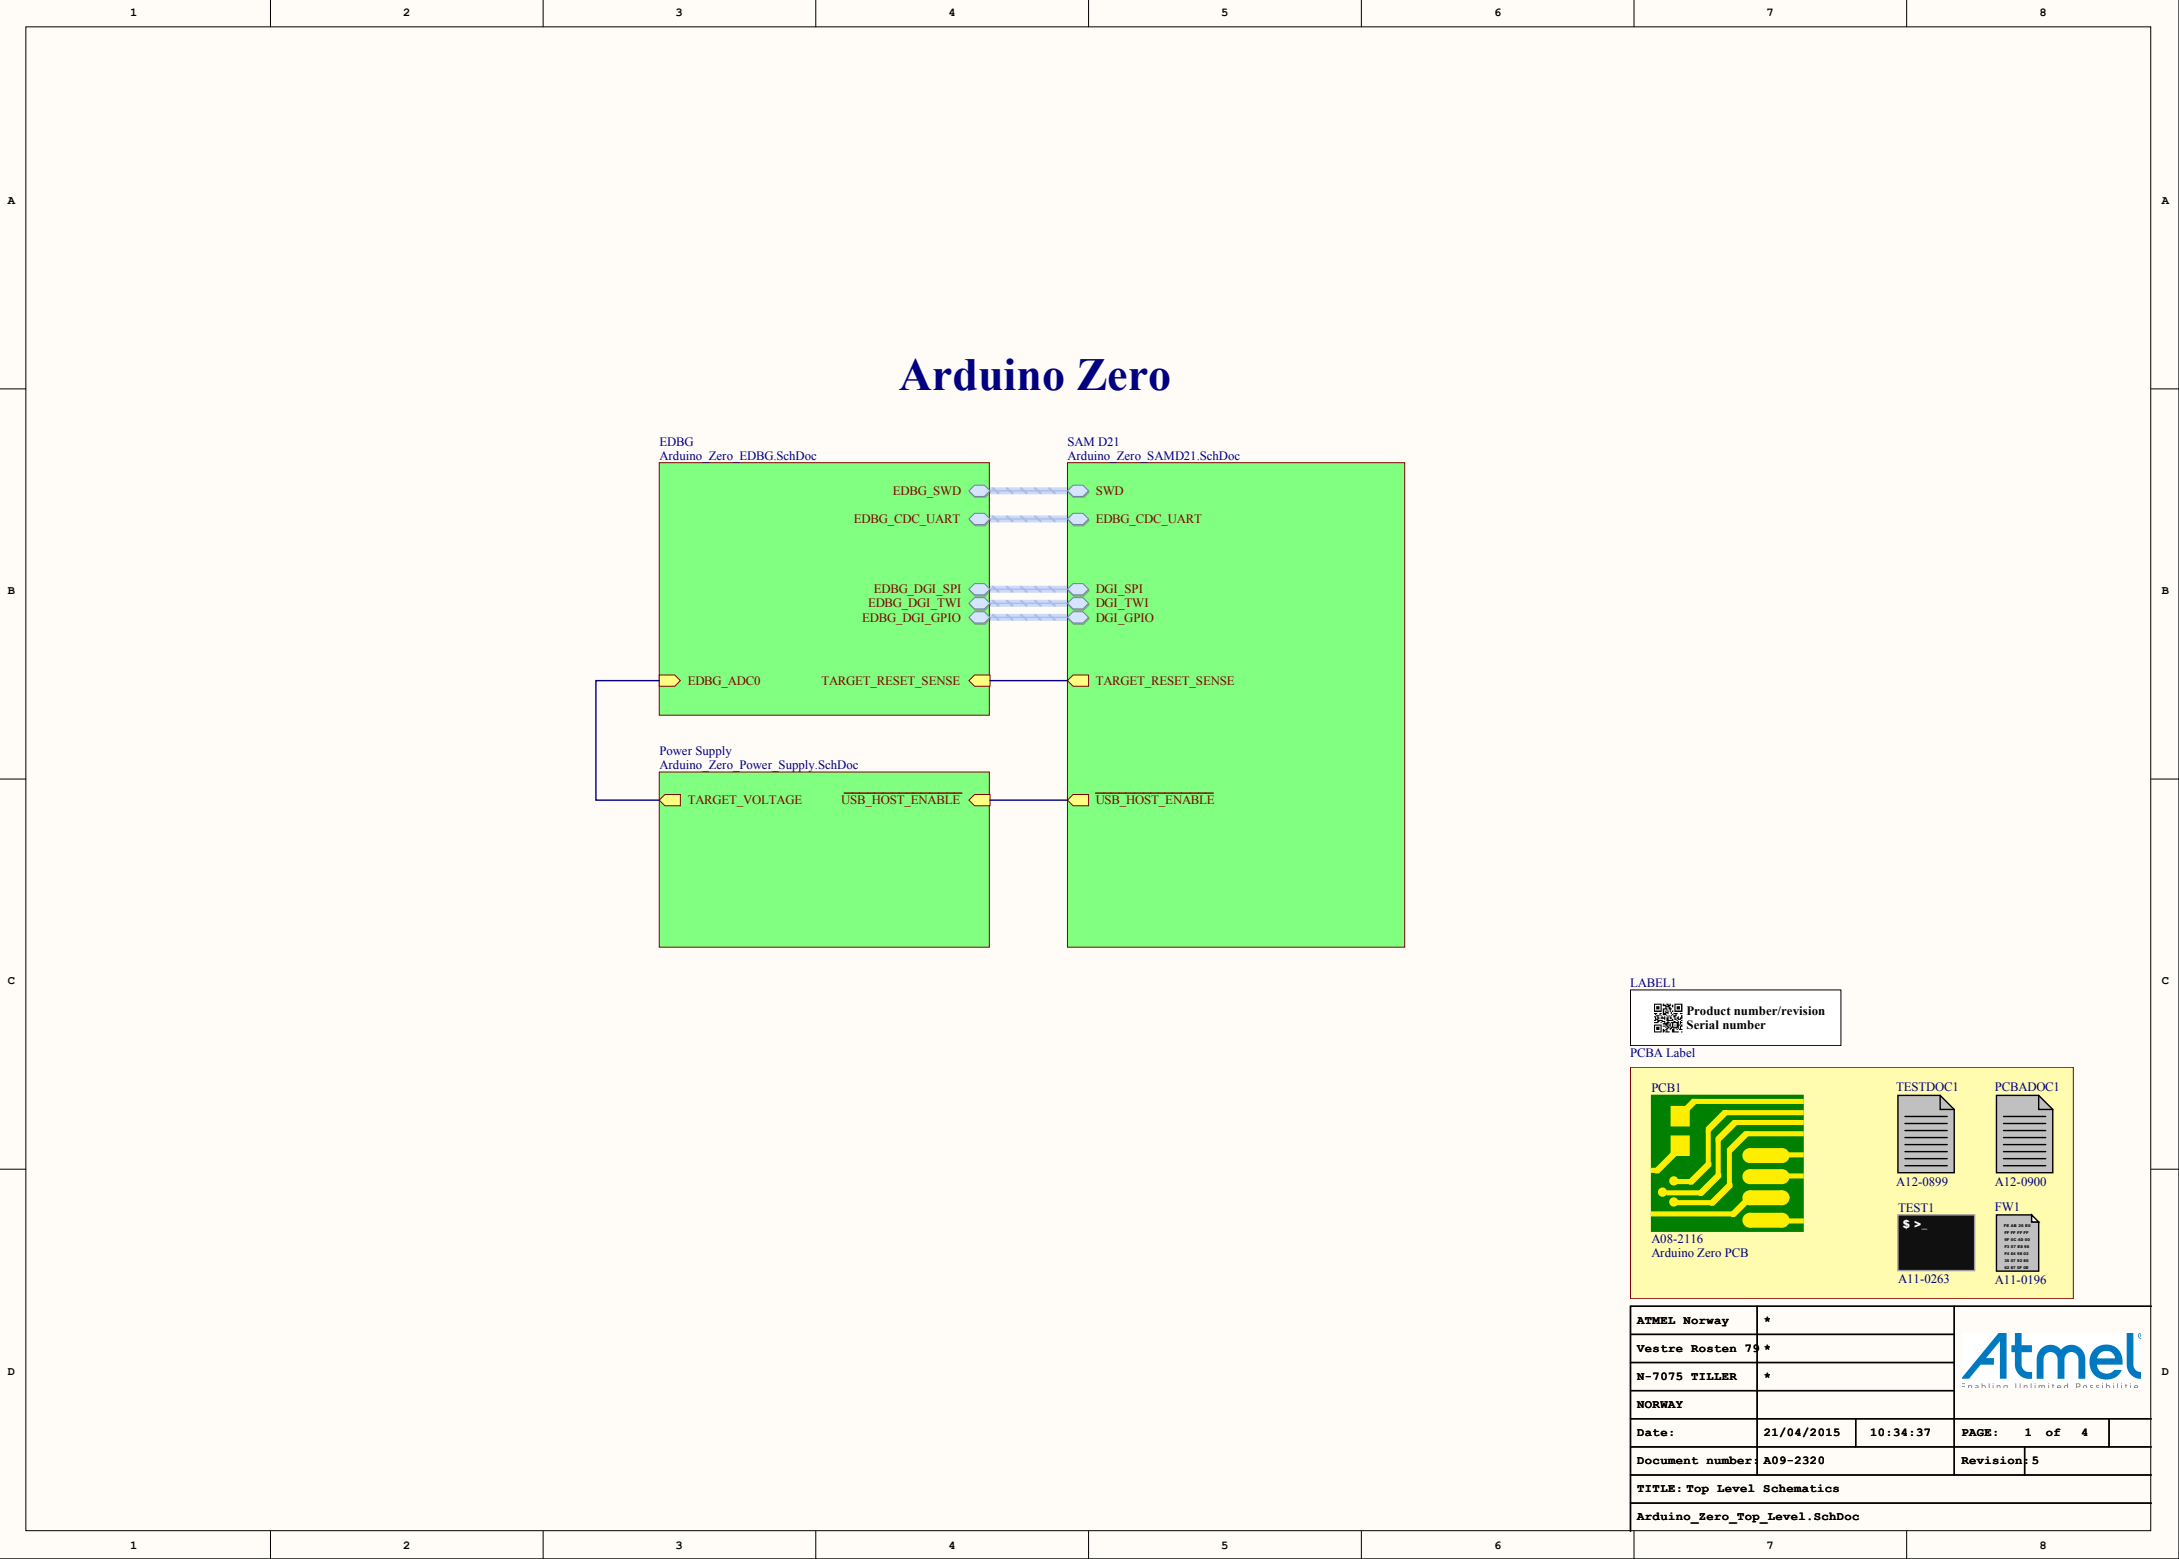 1 2 3 4 5 6 7 8
A A
Arduino Zero
EDBG
Arduino_Zero_EDBG.SchDoc
SAM D21
Arduino_Zero_SAMD21.SchDoc
EDBG_SWD SWD
EDBG_CDC_UART EDBG_CDC_UART
B B
EDBG_DGI_SPI DGI_SPI
EDBG_DGI_TWI DGI_TWI
EDBG_DGI_GPIO DGI_GPIO
EDBG_ADC0 TARGET_RESET_SENSE TARGET_RESET_SENSE
Power Supply
Arduino_Zero_Power_Supply.SchDoc
TARGET_VOLTAGE USB_HOST_ENABLE USB_HOST_ENABLE
C C
LABEL1
Product number/revision
Serial number
PCBA Label
PCB1 TESTDOC1 PCBADOC1
A12-0899 A12-0900
TEST1 FW1
$ >_
A08-2116
Arduino Zero PCB
A11-0263 A11-0196
D D
ATMEL Norway *
Vestre Rosten 79 *
N-7075 TILLER *
NORWAY
Atmel
Enabling Unlimited Possibilitie
Date: 21/04/2015 10:34:37 PAGE: 1 of 4
Document number: A09-2320 Revision: 5
TITLE: Top Level Schematics
Arduino_Zero_Top_Level.SchDoc
1 2 3 4 5 6 7 8